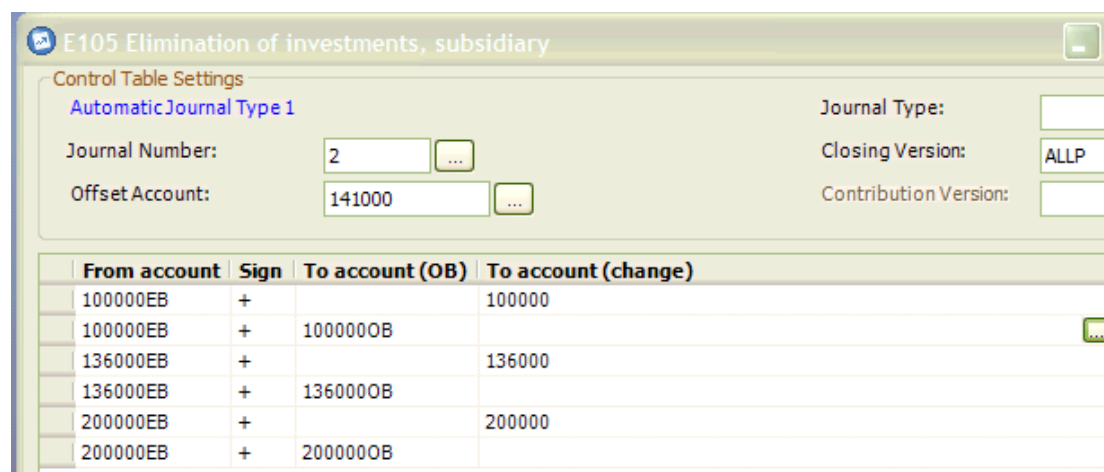 E105 Elimination of investments, subsidiary
Control Table Settings
Automatic Journal Type 1
Journal Type:
Journal Number: 2 ...
Closing Version: ALLP
Offset Account: 141000 ...
Contribution Version:
From account Sign To account (OB) To account (change)
100000EB + 100000
100000EB + 100000OB ...
136000EB + 136000
136000EB + 136000OB
200000EB + 200000
200000EB + 200000OB